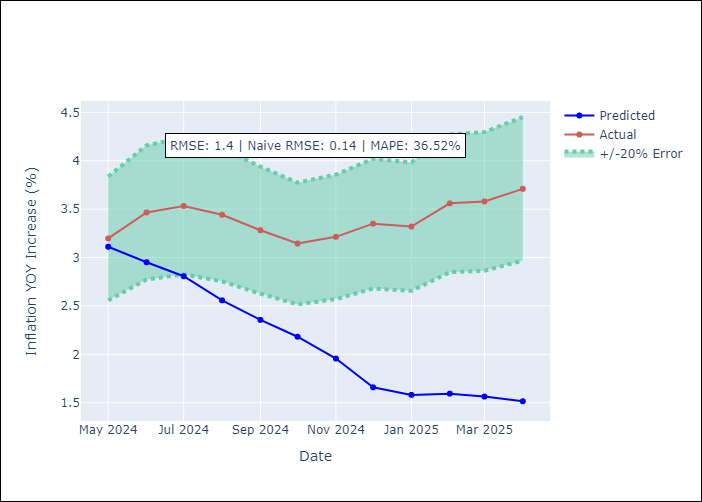 RMSE: 1.4 | Naive RMSE: 0.14 | MAPE: 36.52%
Predicted
Actual
+/-20% Error
Inflation YOY Increase (%)
4.5
4
3.5
3
2.5
2
1.5
May 2024
Jul 2024
Sep 2024
Nov 2024
Jan 2025
Mar 2025
Date